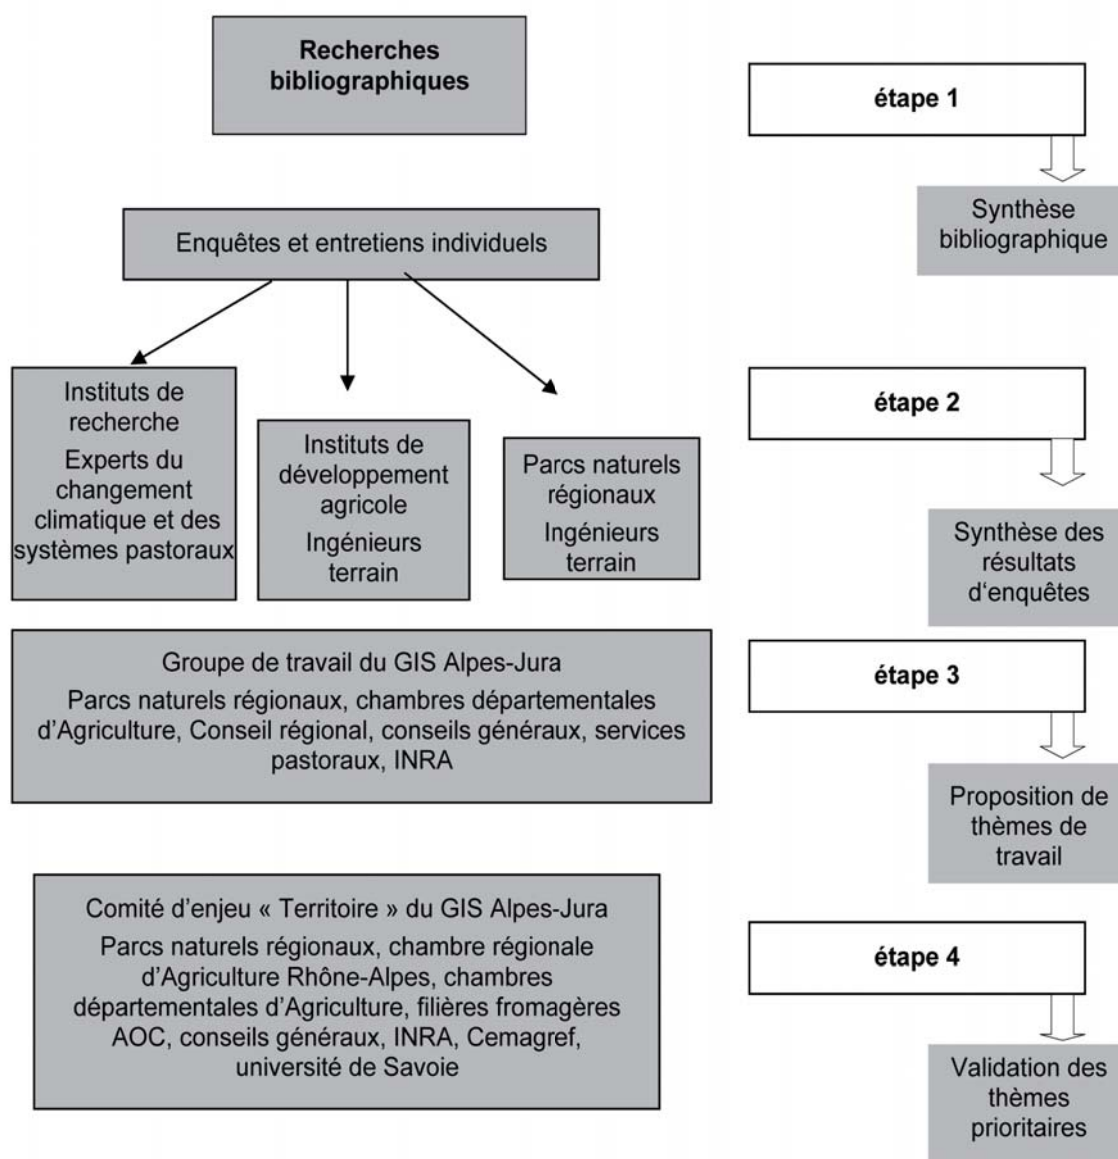 Recherches
bibliographiques
étape 1
Synthèse
bibliographique
Enquêtes et entretiens individuels
Instituts de
recherche
Experts du
changement
climatique et des
systèmes pastoraux
Instituts de
développement
agricole
Ingénieurs
terrain
Parcs naturels
régionaux
Ingénieurs
terrain
étape 2
Synthèse des
résultats
d‘enquêtes
Groupe de travail du GIS Alpes-Jura
Parcs naturels régionaux, chambres départementales
d’Agriculture, Conseil régional, conseils généraux, services
pastoraux, INRA
étape 3
Proposition de
thèmes de
travail
Comité d’enjeu « Territoire » du GIS Alpes-Jura
Parcs naturels régionaux, chambre régionale
d’Agriculture Rhône-Alpes, chambres
départementales d’Agriculture, filières fromagères
AOC, conseils généraux, INRA, Cemagref,
université de Savoie
étape 4
Validation des
thèmes
prioritaires